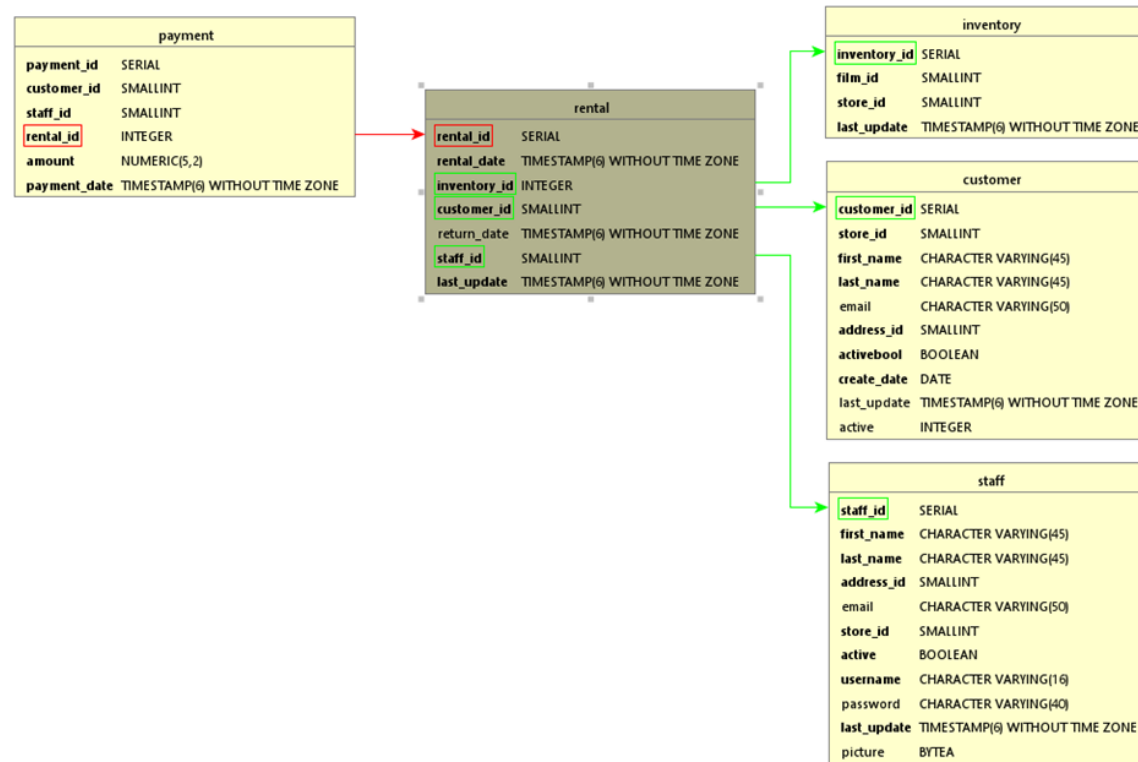 payment
payment_id SERIAL
customer_id SMALLINT
staff_id SMALLINT
rental_id INTEGER
amount NUMERIC(5,2)
payment_date TIMESTAMP(6) WITHOUT TIME ZONE
rental
rental_id SERIAL
rental_date TIMESTAMP(6) WITHOUT TIME ZONE
inventory_id INTEGER
customer_id SMALLINT
return_date TIMESTAMP(6) WITHOUT TIME ZONE
staff_id SMALLINT
last_update TIMESTAMP(6) WITHOUT TIME ZONE
inventory
inventory_id SERIAL
film_id SMALLINT
store_id SMALLINT
last_update TIMESTAMP(6) WITHOUT TIME ZONE
customer
customer_id SERIAL
store_id SMALLINT
first_name CHARACTER VARYING(45)
last_name CHARACTER VARYING(45)
email CHARACTER VARYING(50)
address_id SMALLINT
activebool BOOLEAN
create_date DATE
last_update TIMESTAMP(6) WITHOUT TIME ZONE
active INTEGER
staff
staff_id SERIAL
first_name CHARACTER VARYING(45)
last_name CHARACTER VARYING(45)
address_id SMALLINT
email CHARACTER VARYING(50)
store_id SMALLINT
active BOOLEAN
username CHARACTER VARYING(16)
password CHARACTER VARYING(40)
last_update TIMESTAMP(6) WITHOUT TIME ZONE
picture BYTEA